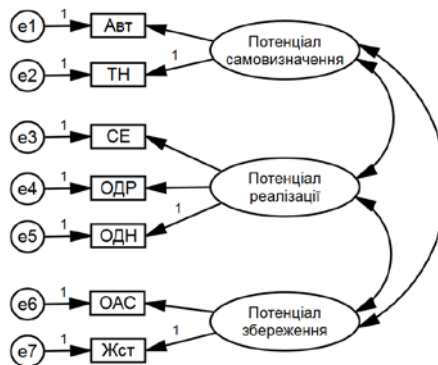 e1 1 Авт
e2 1 ТН 1
Потенціал
самовизначення
e3 1 СЕ
e4 1 ОДР
e5 1 ОДН 1
Потенціал
реалізації
e6 1 ОАС
e7 1 Жст 1
Потенціал
збереження